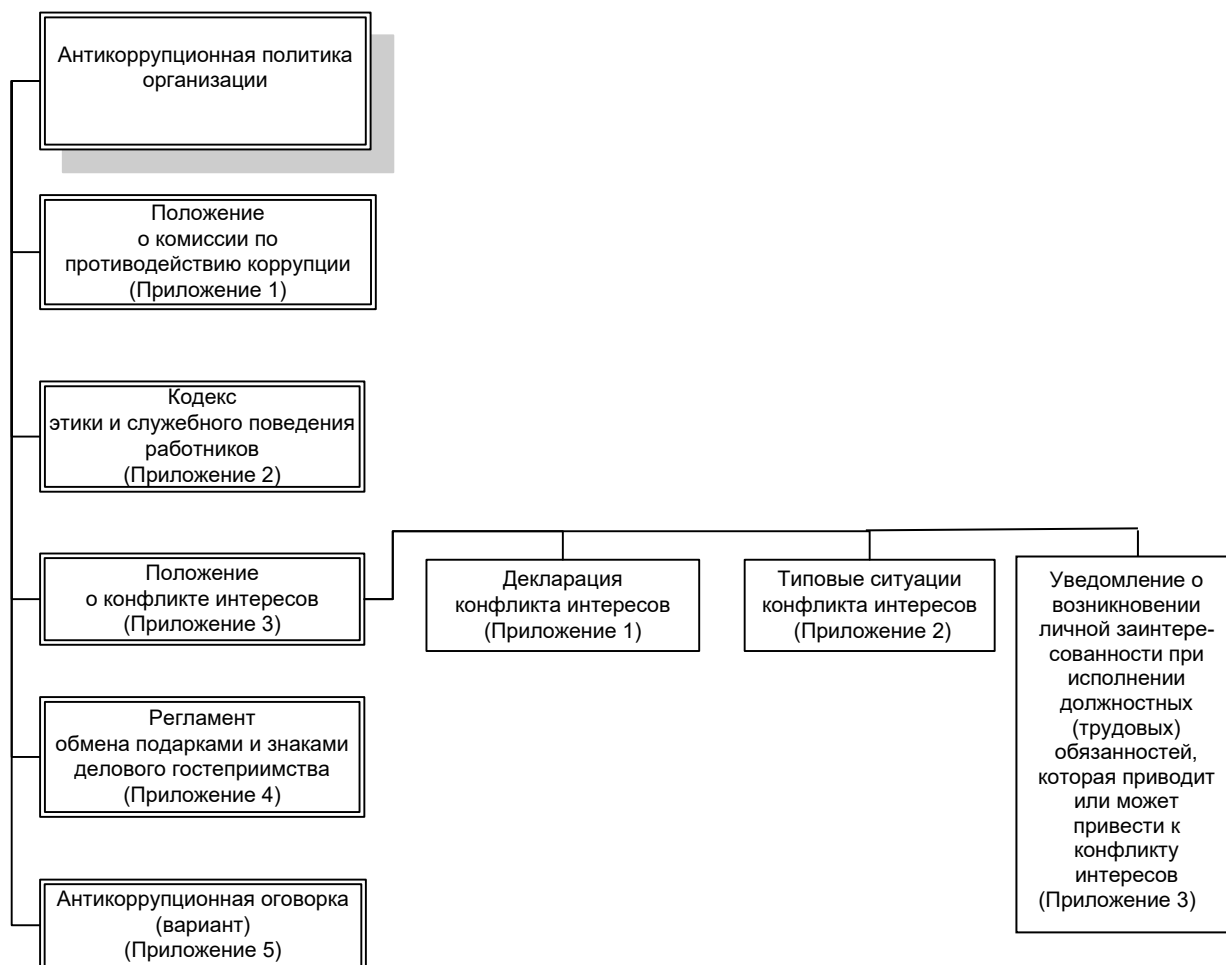 Антикоррупционная политика
организации
Положение
о комиссии по
противодействию коррупции
(Приложение 1)
Кодекс
этики и служебного поведения
работников
(Приложение 2)
Положение
о конфликте интересов
(Приложение 3)
Декларация
конфликта интересов
(Приложение 1)
Типовые ситуации
конфликта интересов
(Приложение 2)
Уведомление о
возникновении
личной заинтере-
сованности при
исполнении
должностных
(трудовых)
обязанностей,
которая приводит
или может
привести к
конфликту
интересов
(Приложение 3)
Регламент
обмена подарками и знаками
делового гостеприимства
(Приложение 4)
Антикоррупционная оговорка
(вариант)
(Приложение 5)